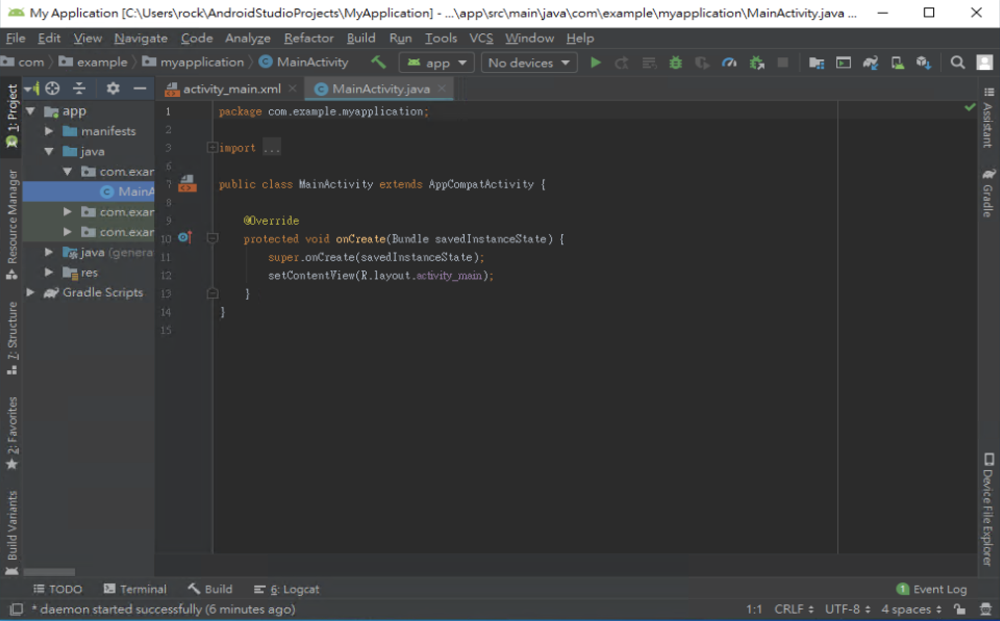 My Application [C:\Users\rock\AndroidStudioProjects\MyApplication] - ...\app\src\main\java\com\example\myapplication\MainActivity.java ...
File Edit View Navigate Code Analyze Refactor Build Run Tools VCS Window Help
com example myapplication MainActivity app No devices
activity_main.xml MainActivity.java
1: Project
Resource Manager
7: Structure
2: Favorites
Build Variants
app
manifests
java
com.exar
MainA
com.exar
com.exar
java (genera
res
Gradle Scripts
1 package com.example.myapplication;
2
3 import ...
6
7 public class MainActivity extends AppCompatActivity {
8
9 @Override
10 protected void onCreate(Bundle savedInstanceState) {
11 super.onCreate(savedInstanceState);
12 setContentView(R.layout.activity_main);
13 }
14 }
15
Assistant
Gradle
Device File Explorer
TODO Terminal Build 6: Logcat 1 Event Log
* daemon started successfully (6 minutes ago) 1:1 CRLF UTF-8 4 spaces